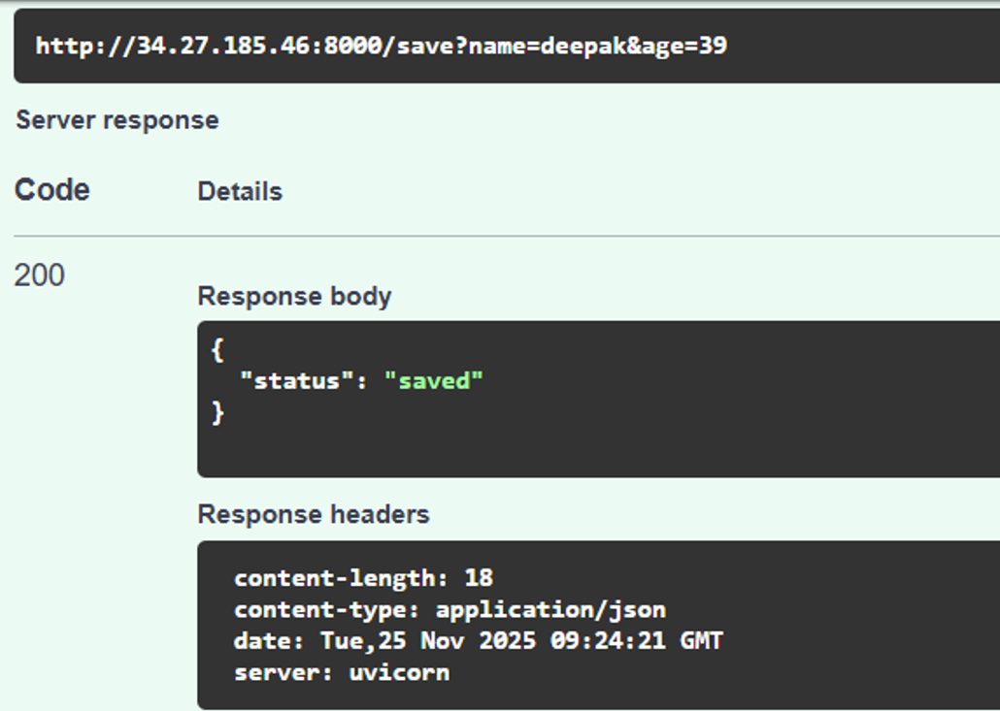 http://34.27.185.46:8000/save?name=deepak&age=39
Server response
Code Details
200
Response body
{
  "status": "saved"
}
Response headers
content-length: 18
content-type: application/json
date: Tue,25 Nov 2025 09:24:21 GMT
server: uvicorn